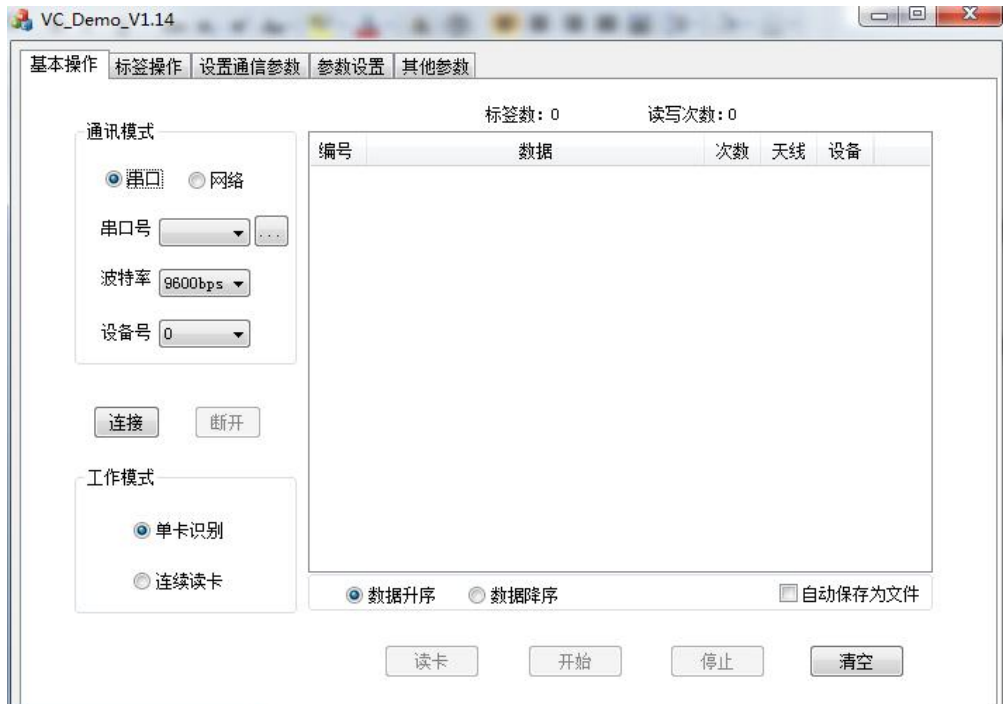 VC_Demo_V1.14
基本操作 标签操作 设置通信参数 参数设置 其他参数
标签数: 0 读写次数: 0
通讯模式
编号 数据 次数 天线 设备
串口 网络
串口号 ...
波特率 9600bps
设备号 0
连接 断开
工作模式
单卡识别
连续读卡
数据升序 数据降序 自动保存为文件
读卡 开始 停止 清空